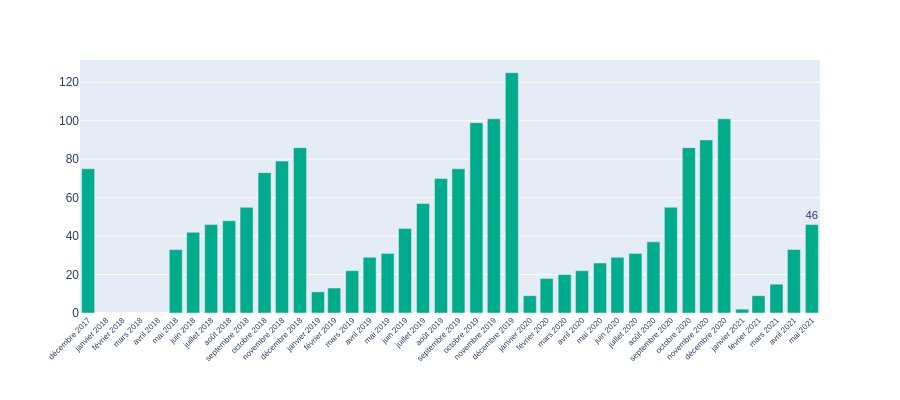 120
100
80
60
40
20
0
46
décembre 2017
janvier 2018
février 2018
mars 2018
avril 2018
mai 2018
juin 2018
juillet 2018
août 2018
septembre 2018
octobre 2018
novembre 2018
décembre 2018
janvier 2019
février 2019
mars 2019
avril 2019
mai 2019
juin 2019
juillet 2019
août 2019
septembre 2019
octobre 2019
novembre 2019
décembre 2019
janvier 2020
février 2020
mars 2020
avril 2020
mai 2020
juin 2020
juillet 2020
août 2020
septembre 2020
octobre 2020
novembre 2020
décembre 2020
janvier 2021
février 2021
mars 2021
avril 2021
mai 2021